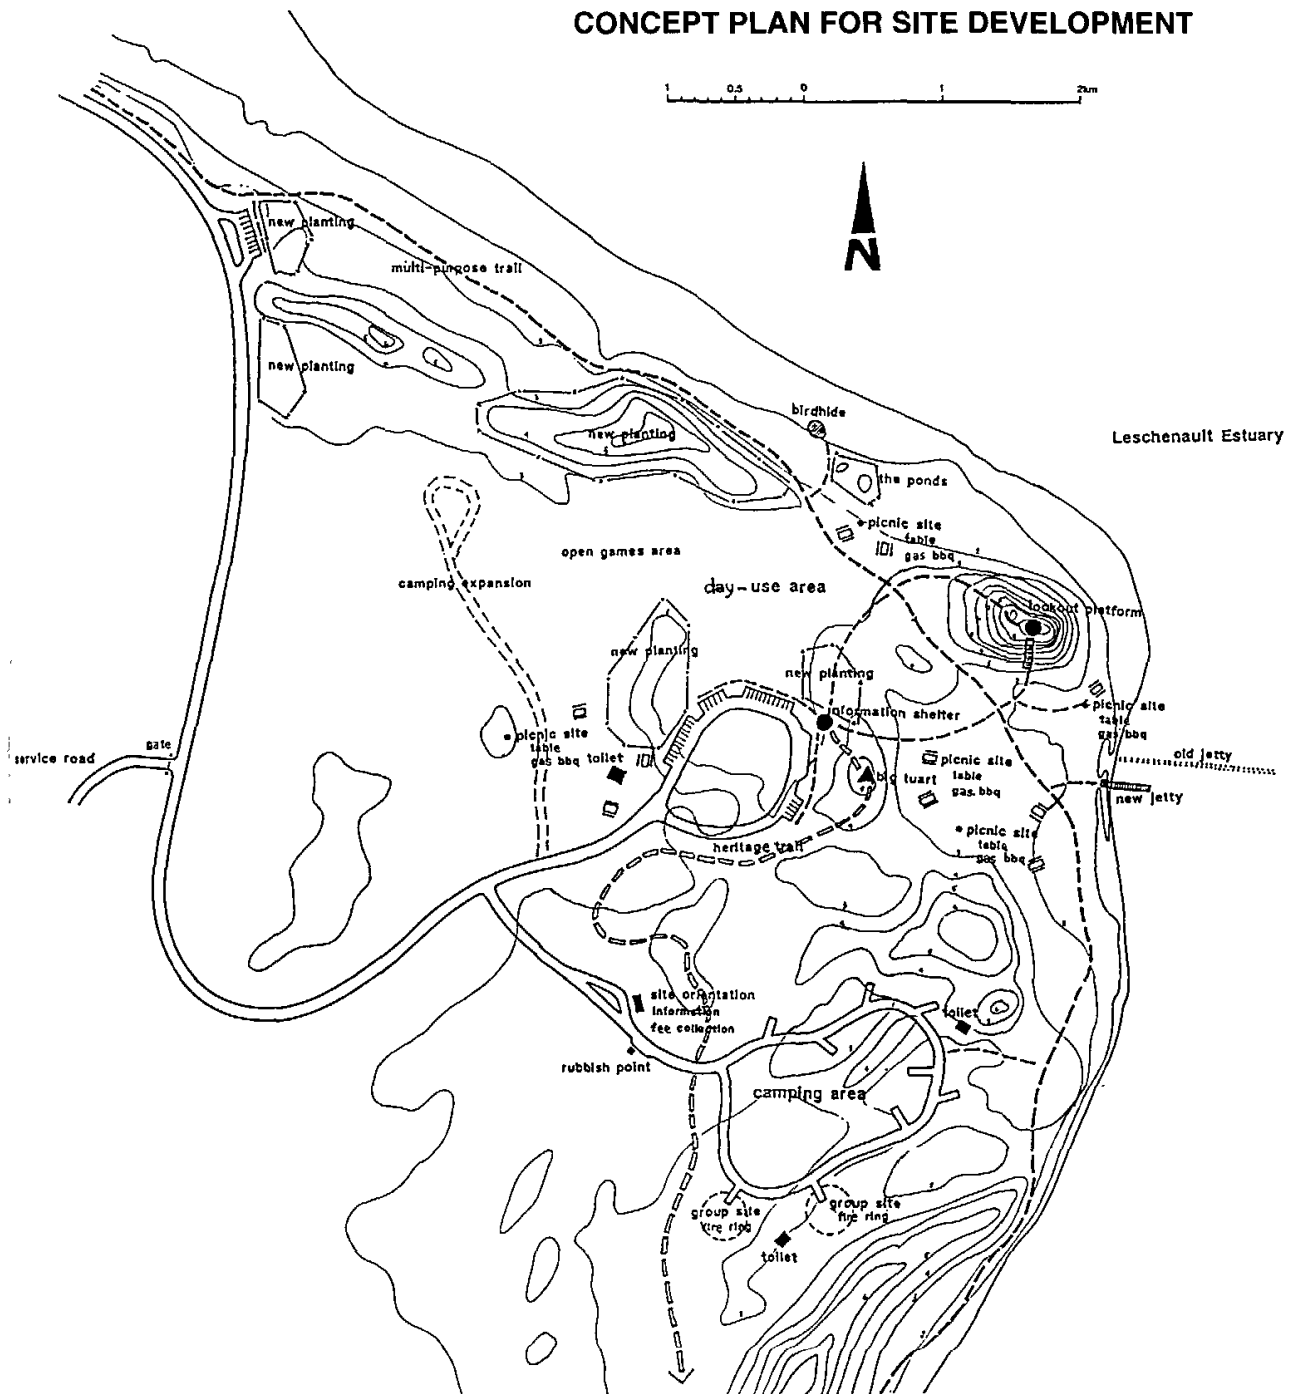 CONCEPT PLAN FOR SITE DEVELOPMENT
1 0.5 0 1 2km
N
new planting
multi-purpose trail
new planting
birdhide
Leschenault Estuary
new planting
the ponds
picnic site
table
gas bbq
open games area
camping expansion
day-use area
lookout platform
new planting
new planting
information shelter
picnic site
table
gas bbq
picnic site
table
gas bbq
toilet
gate
service road
old jetty
picnic site
table
gas bbq
big tuart
new jetty
picnic site
table
gas bbq
heritage trail
site orientation
information
fee collection
toilet
rubbish point
camping area
group site
fire ring
group site
fire ring
toilet